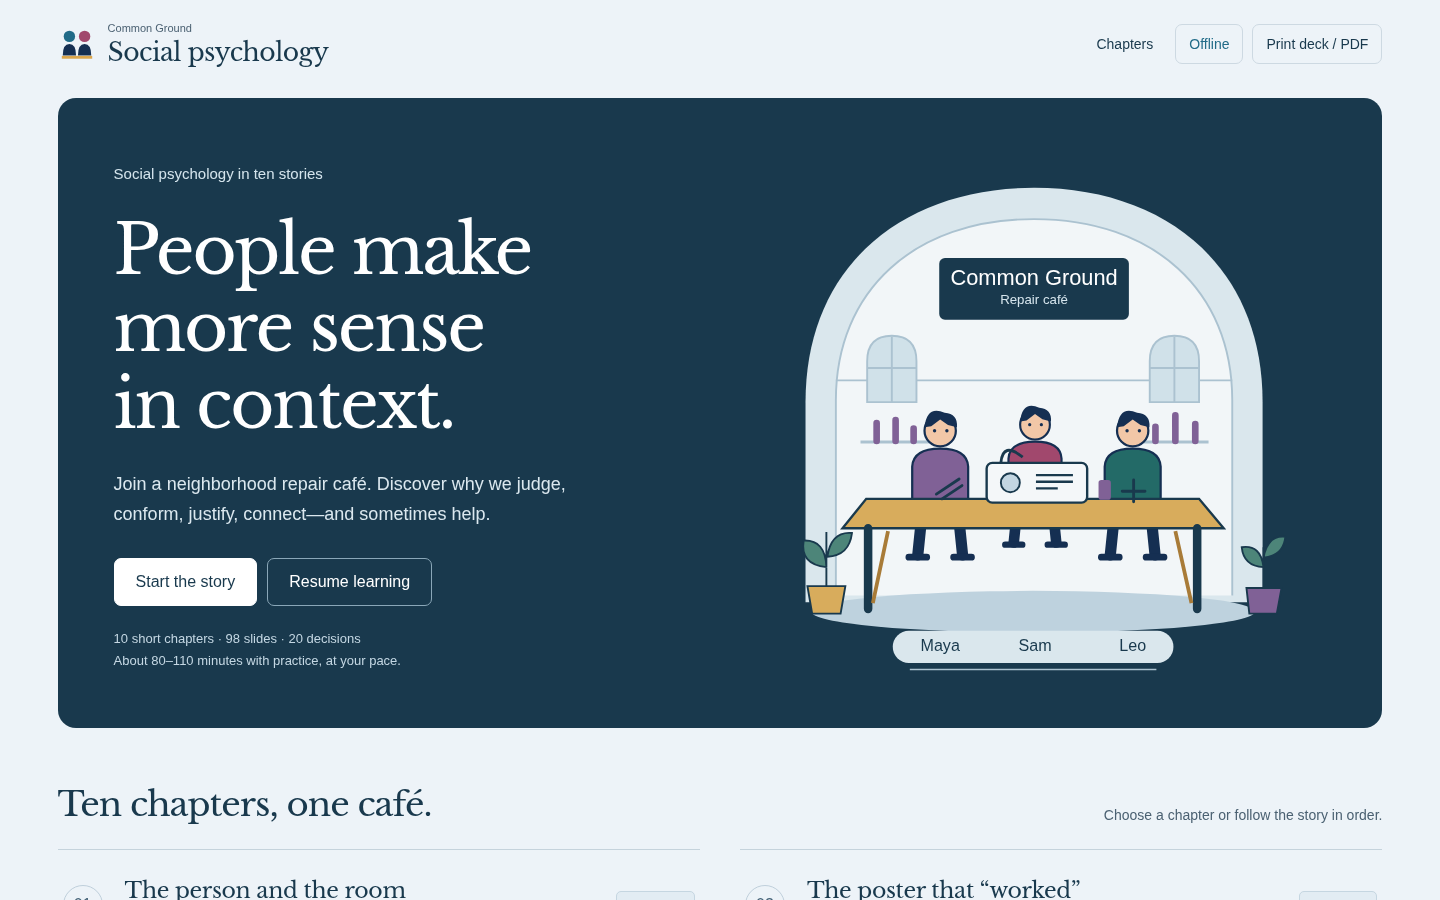 Common Ground
Social psychology
Chapters
Offline
Print deck / PDF
Social psychology in ten stories
People make
more sense
in context.
Join a neighborhood repair café. Discover why we judge,
conform, justify, connect—and sometimes help.
Start the story
Resume learning
10 short chapters · 98 slides · 20 decisions
About 80–110 minutes with practice, at your pace.
Common Ground
Repair café
Maya
Sam
Leo
Ten chapters, one café.
Choose a chapter or follow the story in order.
The person and the room
The poster that “worked”